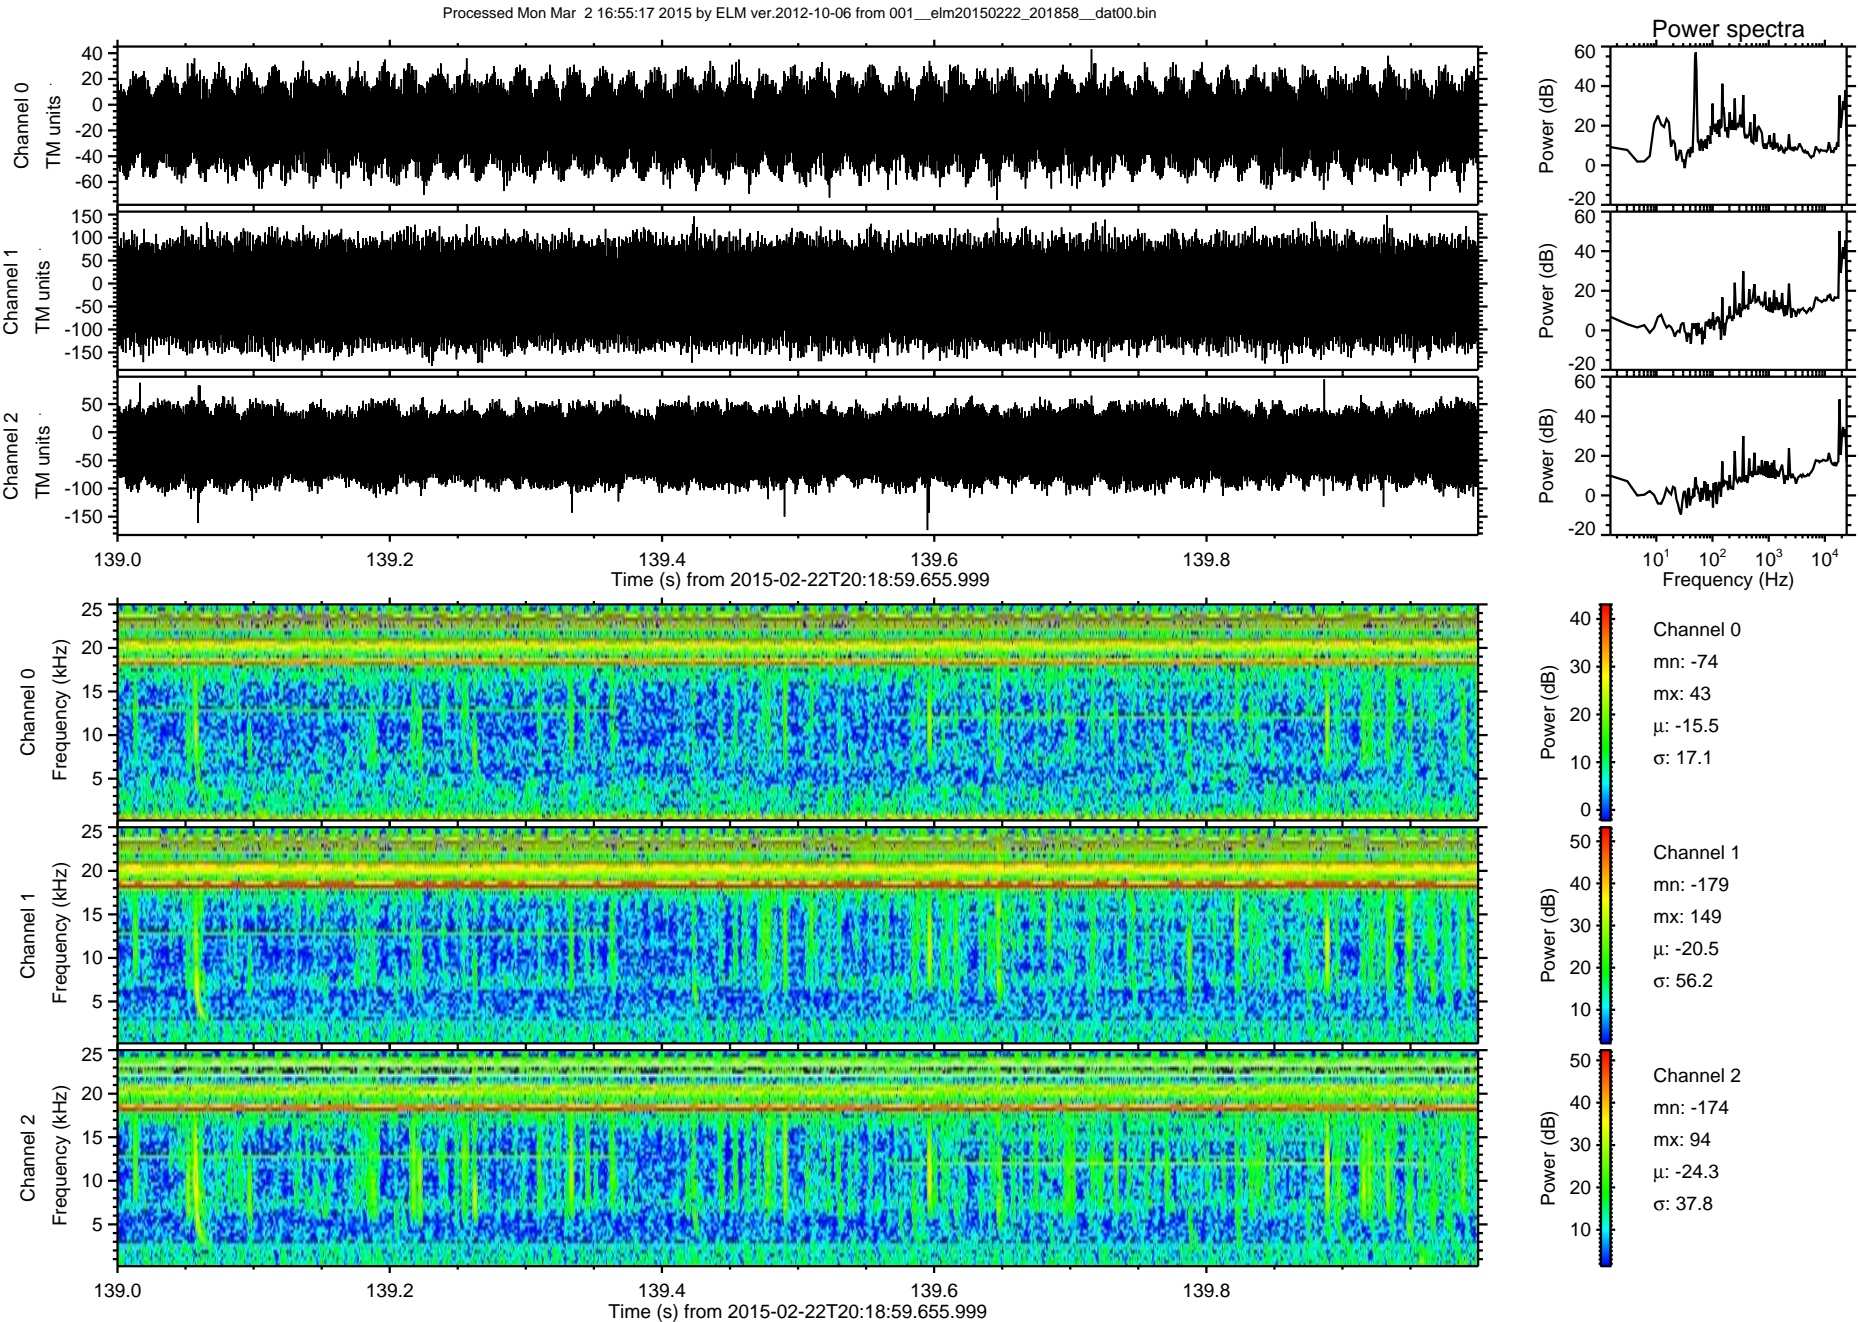 Processed Mon Mar  2 16:55:17 2015 by ELM ver.2012-10-06 from 001__elm20150222_201858__dat00.bin
Power spectra
Channel 0
TM units
40
20
0
-20
-40
-60
Power (dB)
60
40
20
0
-20
Channel 1
TM units
150
100
50
0
-50
-100
-150
Power (dB)
60
40
20
0
-20
Channel 2
TM units
50
0
-50
-100
-150
Power (dB)
60
40
20
0
-20
139.0 139.2 139.4 139.6 139.8
Time (s) from 2015-02-22T20:18:59.655.999
10^1 10^2 10^3 10^4
Frequency (Hz)
Channel 0
Frequency (kHz)
25
20
15
10
5
Power (dB)
40
30
20
10
0
Channel 0
mn: -74
mx: 43
μ: -15.5
σ: 17.1
Channel 1
Frequency (kHz)
25
20
15
10
5
Power (dB)
50
40
30
20
10
Channel 1
mn: -179
mx: 149
μ: -20.5
σ: 56.2
Channel 2
Frequency (kHz)
25
20
15
10
5
Power (dB)
50
40
30
20
10
Channel 2
mn: -174
mx: 94
μ: -24.3
σ: 37.8
139.0 139.2 139.4 139.6 139.8
Time (s) from 2015-02-22T20:18:59.655.999